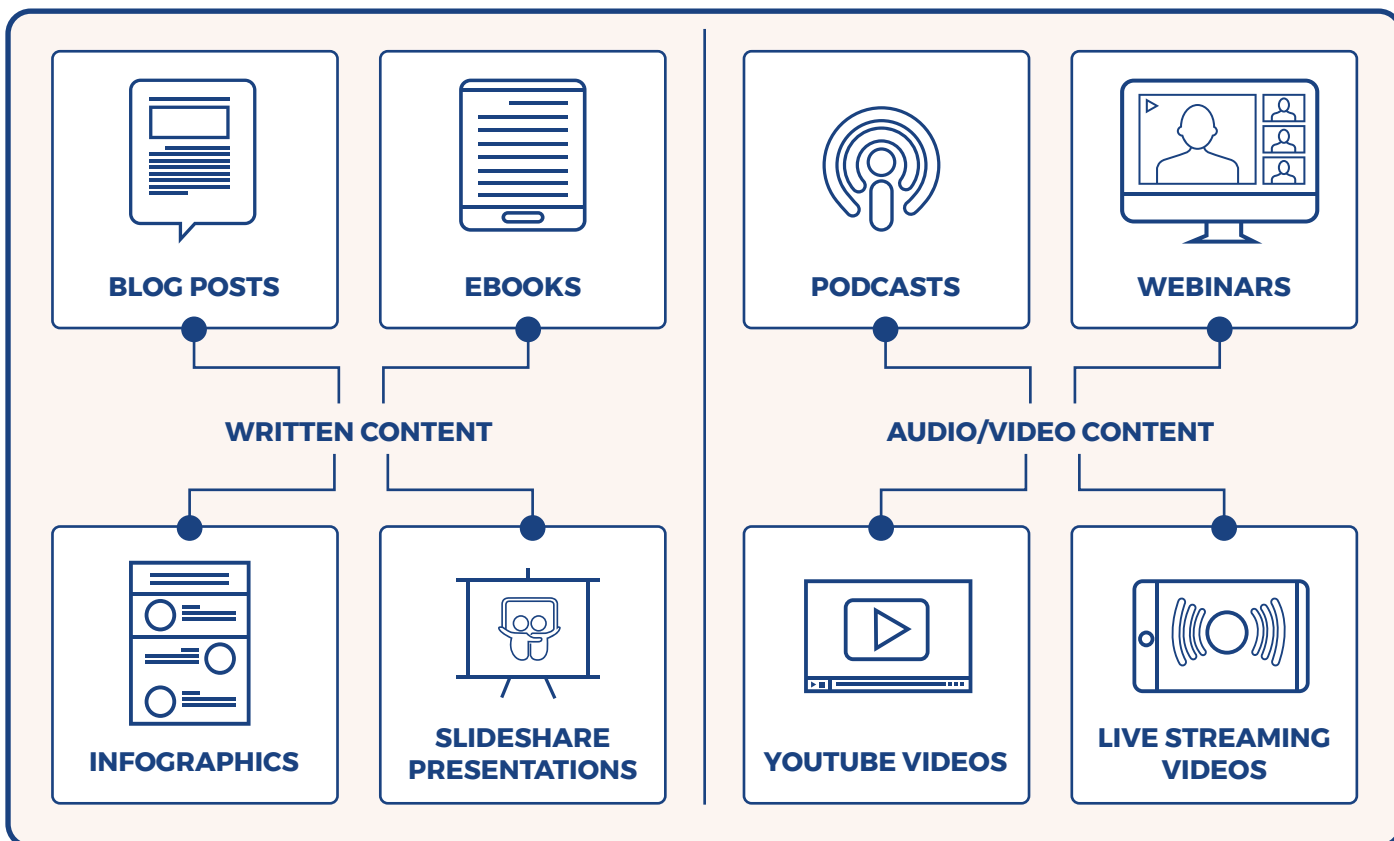 BLOG POSTS
EBOOKS
WRITTEN CONTENT
INFOGRAPHICS
SLIDESHARE
PRESENTATIONS
PODCASTS
WEBINARS
AUDIO/VIDEO CONTENT
YOUTUBE VIDEOS
LIVE STREAMING
VIDEOS